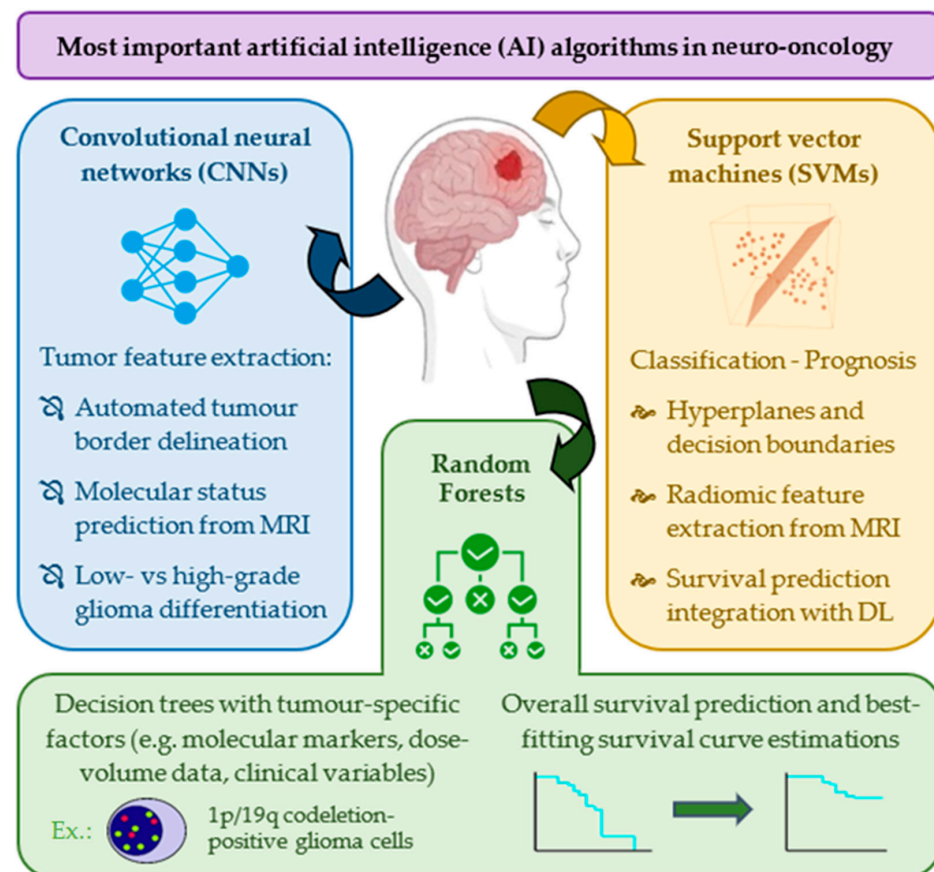 Most important artificial intelligence (AI) algorithms in neuro-oncology
Convolutional neural
networks (CNNs)
Tumor feature extraction:
Automated tumour
border delineation
Molecular status
prediction from MRI
Low- vs high-grade
glioma differentiation
Support vector
machines (SVMs)
Classification - Prognosis
Hyperplanes and
decision boundaries
Radiomic feature
extraction from MRI
Survival prediction
integration with DL
Random
Forests
Decision trees with tumour-specific
factors (e.g. molecular markers, dose-
volume data, clinical variables)
Ex.:
1p/19q codeletion-
positive glioma cells
Overall survival prediction and best-
fitting survival curve estimations